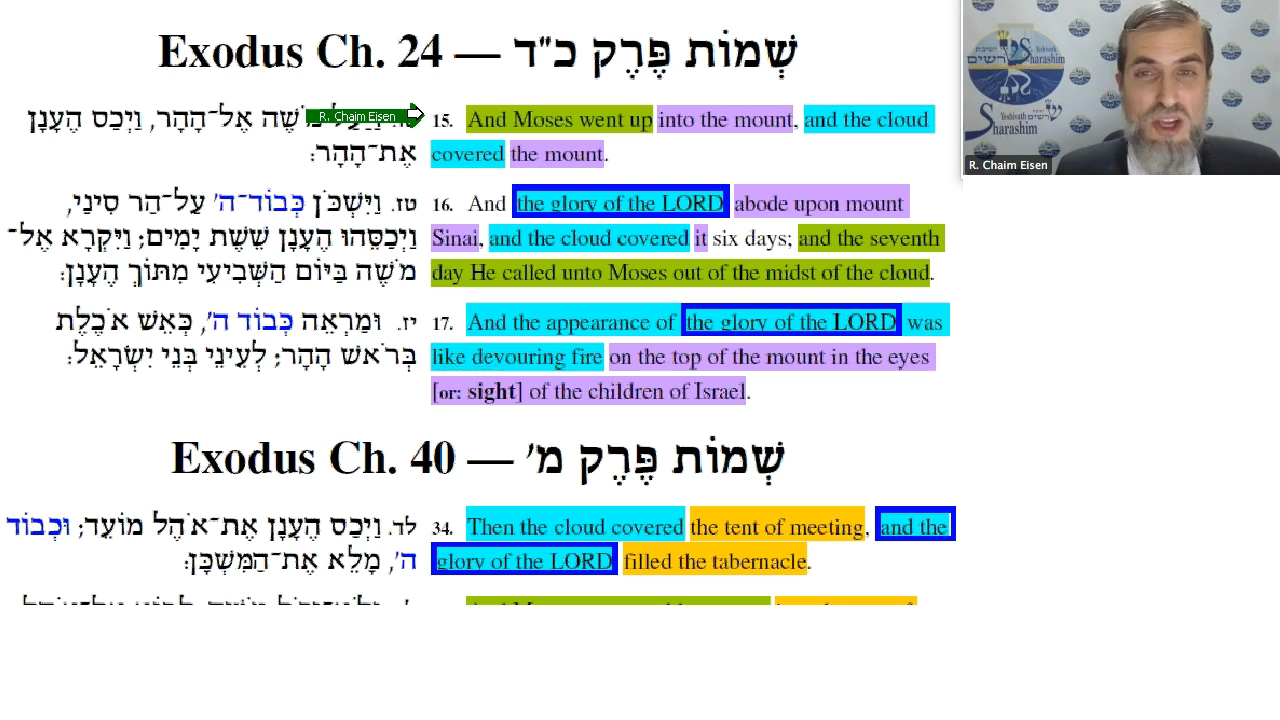 Exodus Ch. 24 — שְׁמוֹת פֶּרֶק כ"ד
מֹשֶׁה אֶל־הָהָר, וַיְכַס הֶעָנָן
אֶת־הָהָר:
R. Chaim Eisen
15. And Moses went up into the mount, and the cloud
covered the mount.
טז. וַיִּשְׁכֹּן כְּבוֹד־ה' עַל־הַר סִינַי,
וַיְכַסֵּהוּ הֶעָנָן שֵׁשֶׁת יָמִים; וַיִּקְרָא אֶל־
מֹשֶׁה בַּיּוֹם הַשְּׁבִיעִי מִתּוֹךְ הֶעָנָן:
16. And the glory of the LORD abode upon mount
Sinai, and the cloud covered it six days; and the seventh
day He called unto Moses out of the midst of the cloud.
יז. וּמַרְאֵה כְּבוֹד ה', כְּאֵשׁ אֹכֶלֶת
בְּרֹאשׁ הָהָר; לְעֵינֵי בְּנֵי יִשְׂרָאֵל:
17. And the appearance of the glory of the LORD was
like devouring fire on the top of the mount in the eyes
[or: sight] of the children of Israel.
Exodus Ch. 40 — שְׁמוֹת פֶּרֶק מ'
לד. וַיְכַס הֶעָנָן אֶת־אֹהֶל מוֹעֵד; וּכְבוֹד
ה', מָלֵא אֶת־הַמִּשְׁכָּן:
34. Then the cloud covered the tent of meeting, and the
glory of the LORD filled the tabernacle.
Yeshivath
Sharashim
Yeshivath
Sharashim
R. Chaim Eisen